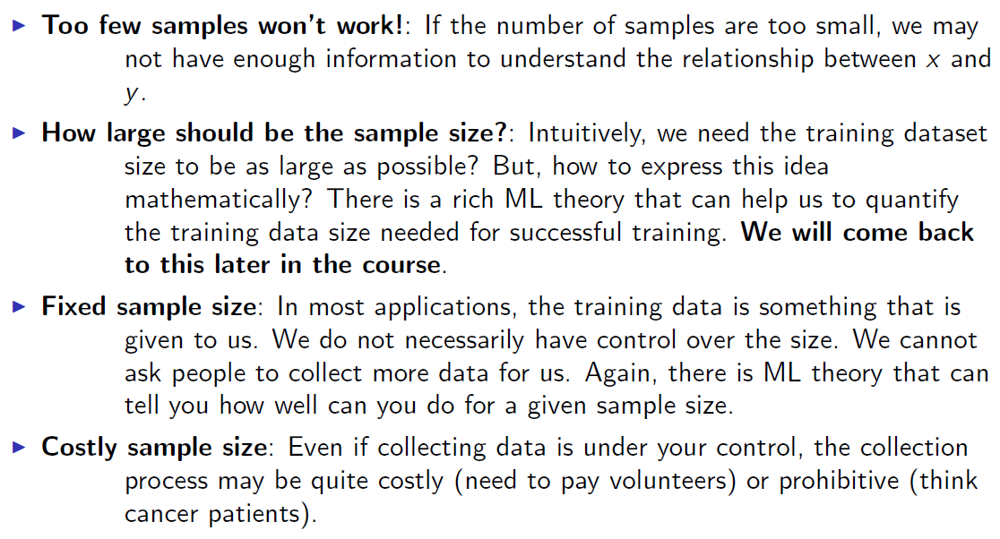 ▶ Too few samples won't work!: If the number of samples are too small, we may
not have enough information to understand the relationship between x and
y.
▶ How large should be the sample size?: Intuitively, we need the training dataset
size to be as large as possible? But, how to express this idea
mathematically? There is a rich ML theory that can help us to quantify
the training data size needed for successful training. We will come back
to this later in the course.
▶ Fixed sample size: In most applications, the training data is something that is
given to us. We do not necessarily have control over the size. We cannot
ask people to collect more data for us. Again, there is ML theory that can
tell you how well can you do for a given sample size.
▶ Costly sample size: Even if collecting data is under your control, the collection
process may be quite costly (need to pay volunteers) or prohibitive (think
cancer patients).